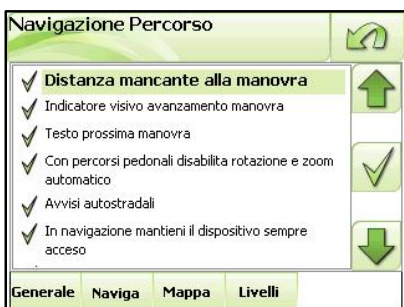 Navigazione Percorso
Distanza mancante alla manovra
Indicatore visivo avanzamento manovra
Testo prossima manovra
Con percorsi pedonali disabilita rotazione e zoom
automatico
Avvisi autostradali
In navigazione mantieni il dispositivo sempre
acceso
Generale Naviga Mappa Livelli